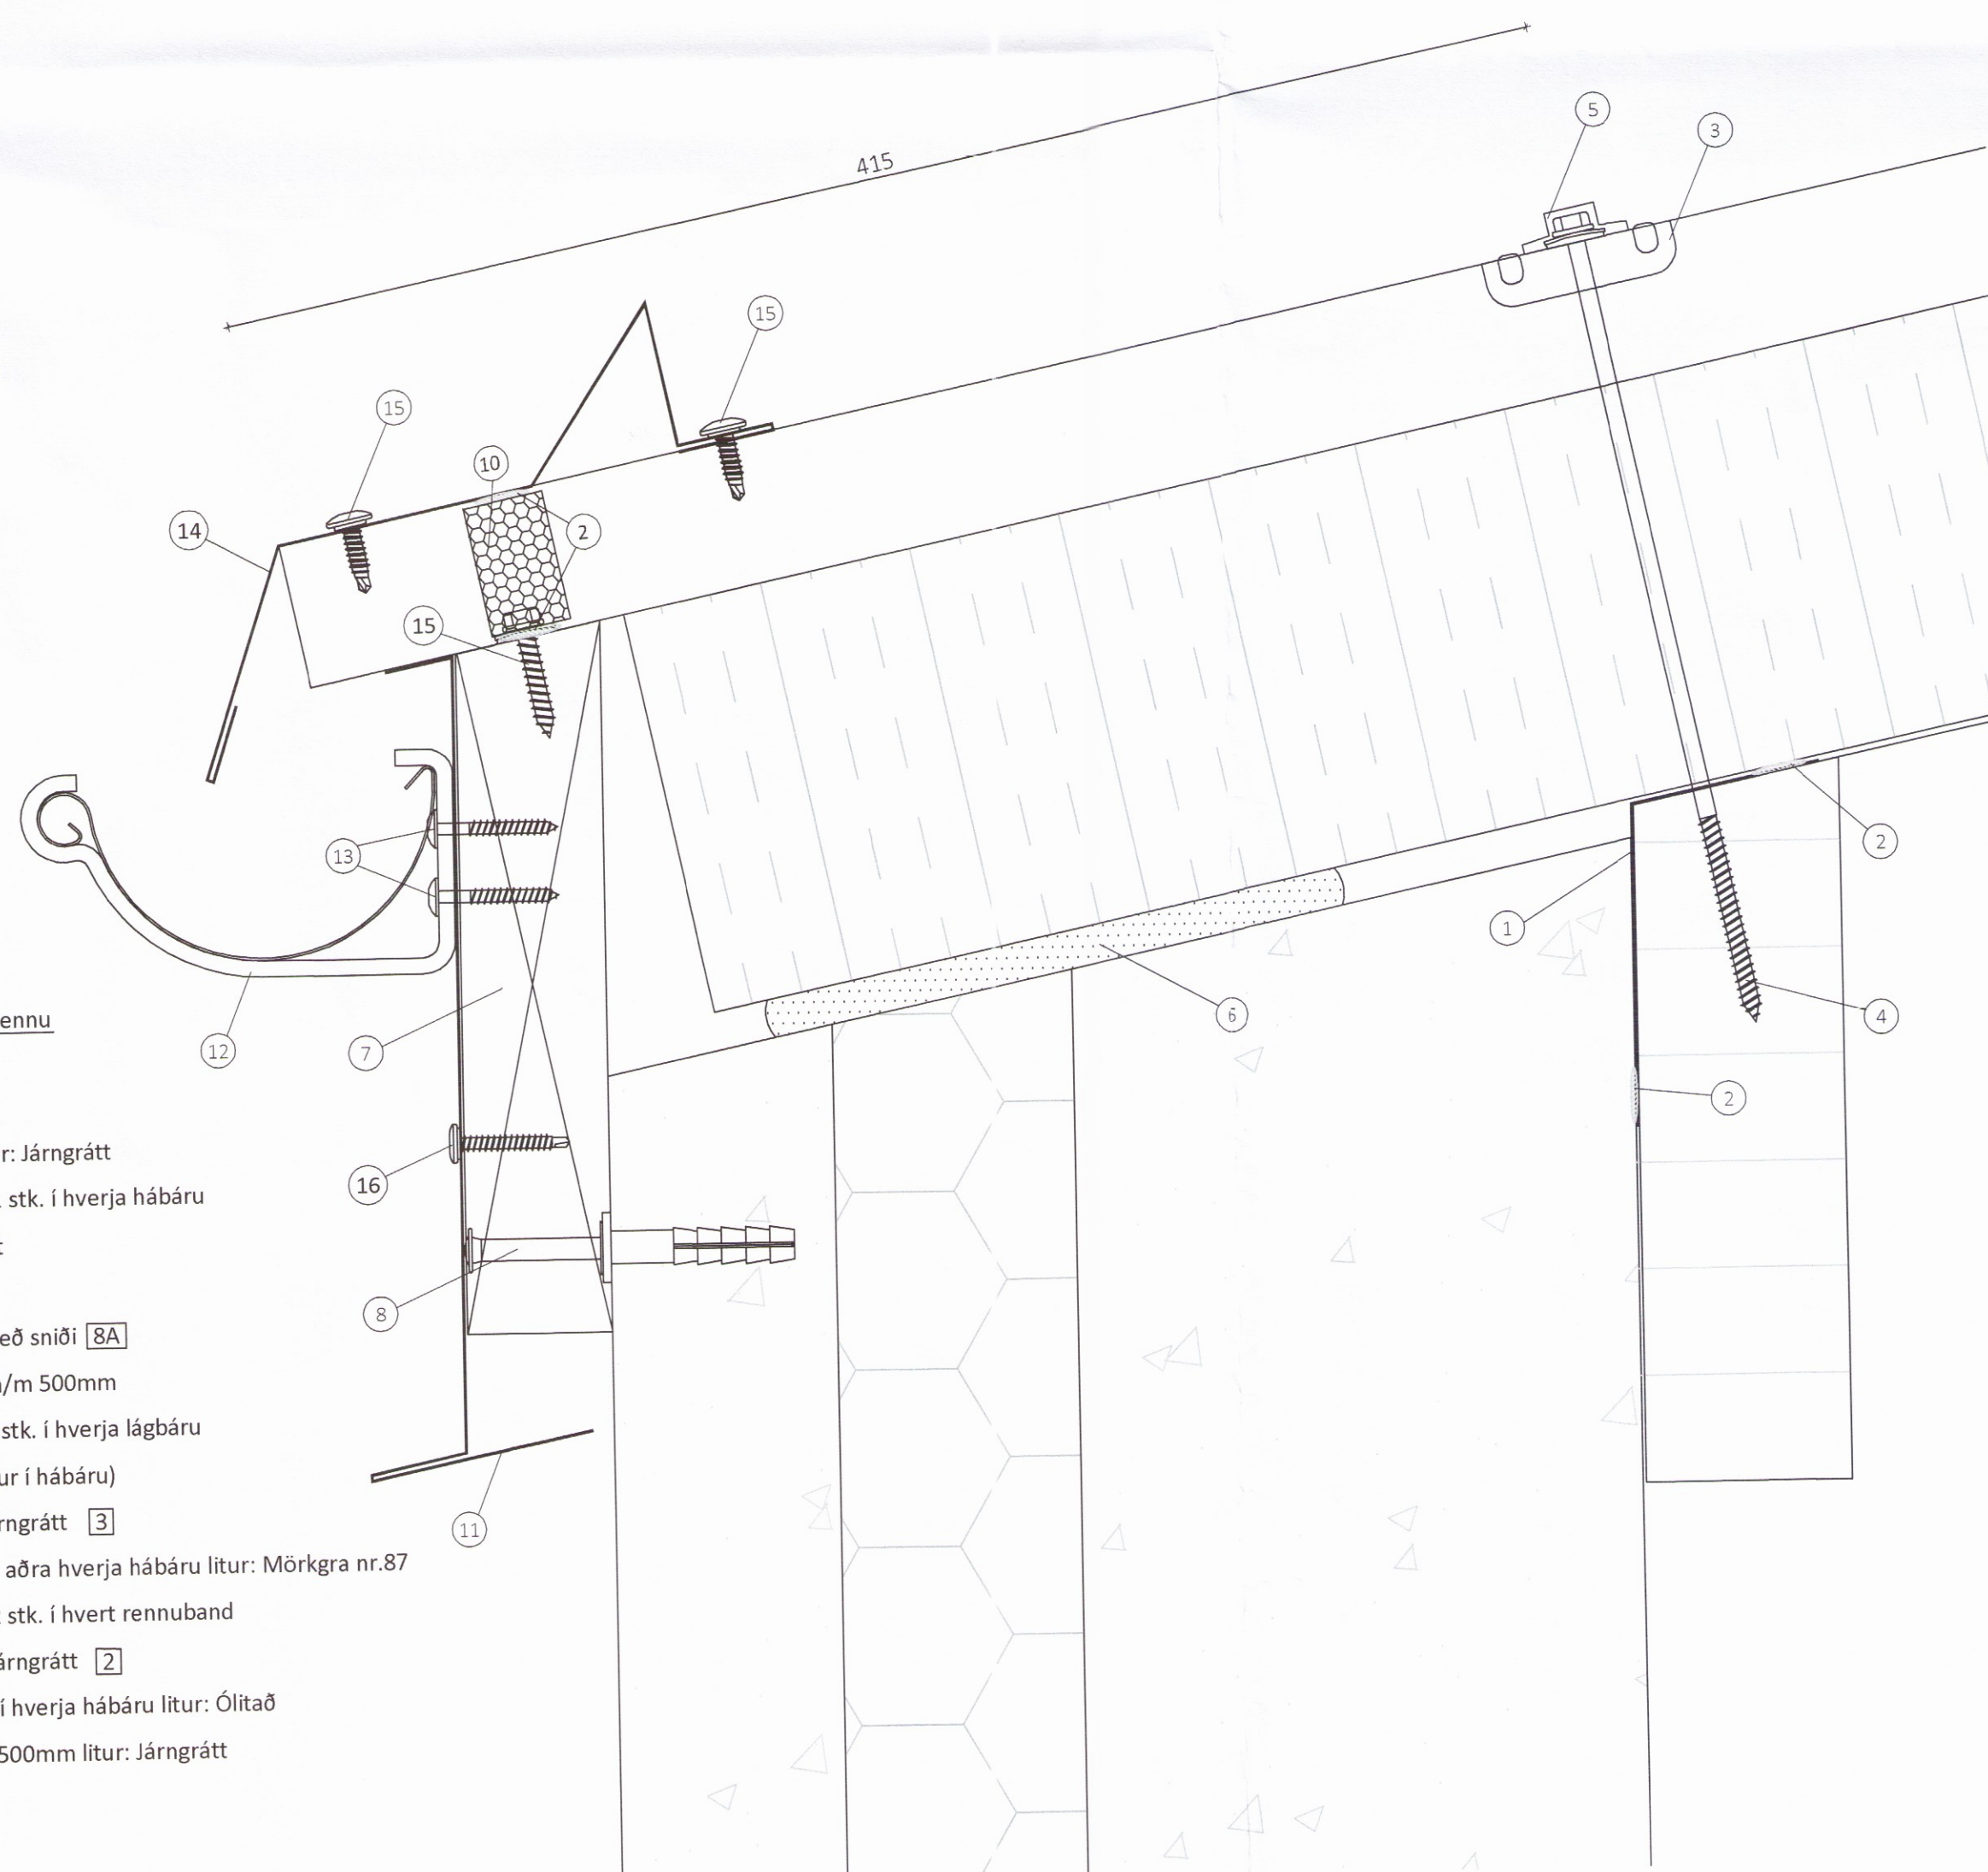 415
5
3
15
15
10
14
2
15
2
13
1
6
4
ennu
12
7
2
r: Járngrátt
16
stk. í hverja hábáru
8
eð sniði 8A
/m 500mm
stk. í hverja lágbáru
ur í hábáru)
rngrátt 3
11
aðra hverja hábáru litur: Mörkgra nr.87
stk. í hvert rennuband
árngrátt 2
í hverja hábáru litur: Ólitað
500mm litur: Járngrátt